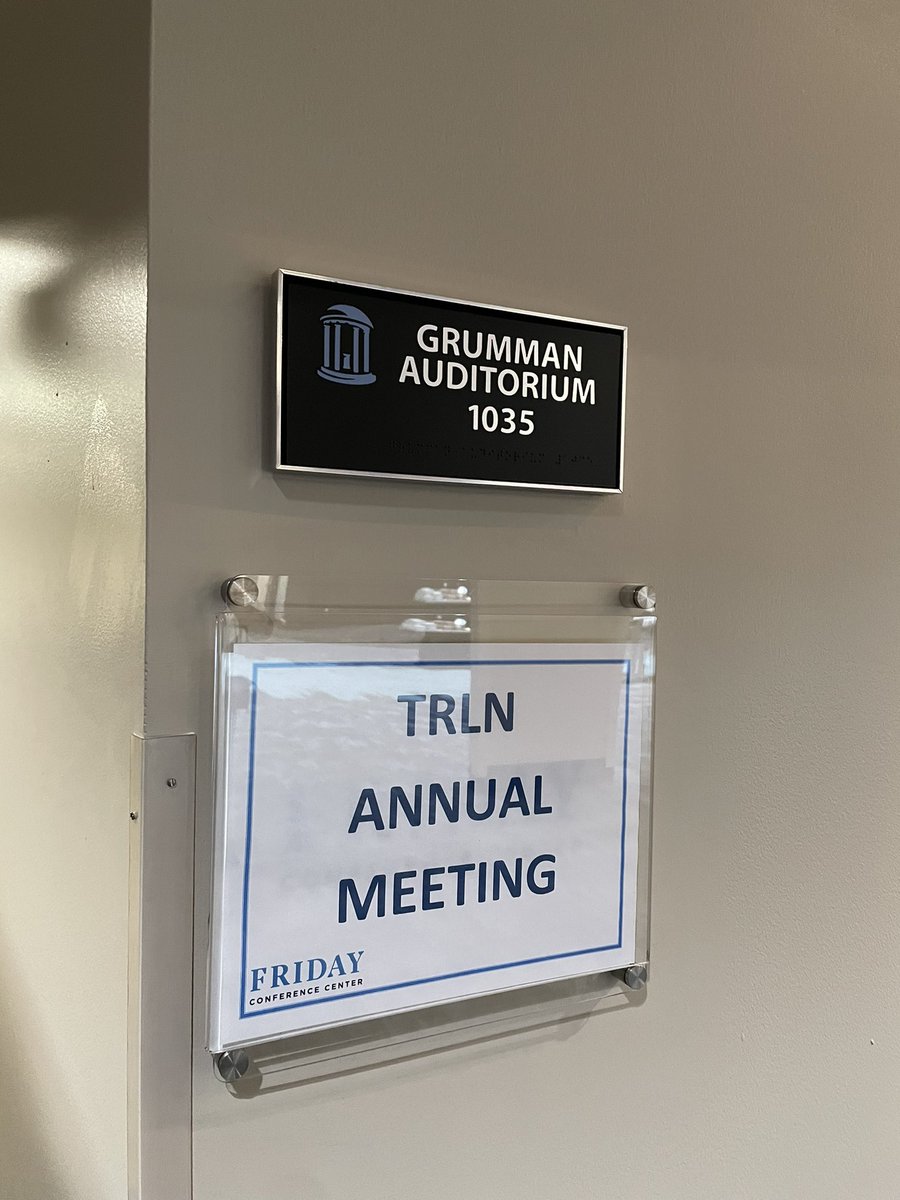 GRUMMAN
AUDITORIUM
1035
TRLN
ANNUAL
MEETING
FRIDAY
CONFERENCE CENTER